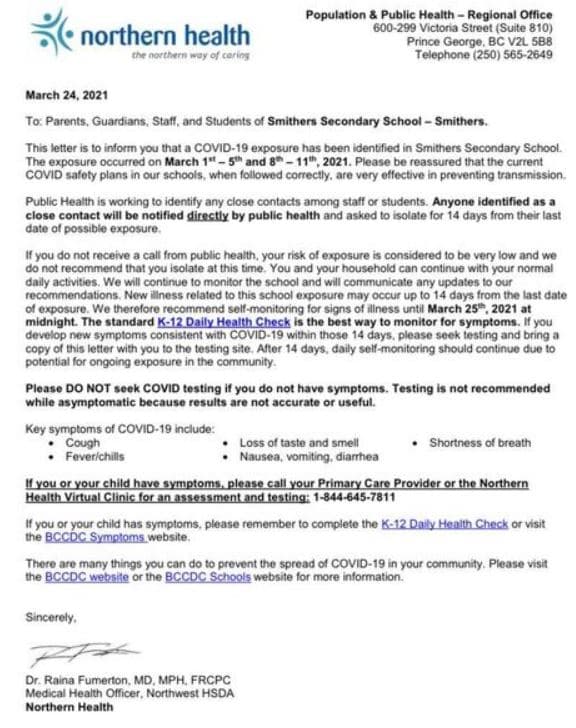 northern health
the northern way of caring
Population & Public Health – Regional Office
600-299 Victoria Street (Suite 810)
Prince George, BC V2L 5B8
Telephone (250) 565-2649
March 24, 2021
To: Parents, Guardians, Staff, and Students of Smithers Secondary School – Smithers.
This letter is to inform you that a COVID-19 exposure has been identified in Smithers Secondary School.
The exposure occurred on March 1st – 5th and 8th – 11th, 2021. Please be reassured that the current
COVID safety plans in our schools, when followed correctly, are very effective in preventing transmission.
Public Health is working to identify any close contacts among staff or students. Anyone identified as a
close contact will be notified directly by public health and asked to isolate for 14 days from their last
date of possible exposure.
If you do not receive a call from public health, your risk of exposure is considered to be very low and we
do not recommend that you isolate at this time. You and your household can continue with your normal
daily activities. We will continue to monitor the school and will communicate any updates to our
recommendations. New illness related to this school exposure may occur up to 14 days from the last date
of exposure. We therefore recommend self-monitoring for signs of illness until March 25th, 2021 at
midnight. The standard K-12 Daily Health Check is the best way to monitor for symptoms. If you
develop new symptoms consistent with COVID-19 within those 14 days, please seek testing and bring a
copy of this letter with you to the testing site. After 14 days, daily self-monitoring should continue due to
potential for ongoing exposure in the community.
Please DO NOT seek COVID testing if you do not have symptoms. Testing is not recommended
while asymptomatic because results are not accurate or useful.
Key symptoms of COVID-19 include:
• Cough • Loss of taste and smell • Shortness of breath
• Fever/chills • Nausea, vomiting, diarrhea
If you or your child have symptoms, please call your Primary Care Provider or the Northern
Health Virtual Clinic for an assessment and testing: 1-844-645-7811
If you or your child has symptoms, please remember to complete the K-12 Daily Health Check or visit
the BCCDC Symptoms website.
There are many things you can do to prevent the spread of COVID-19 in your community. Please visit
the BCCDC website or the BCCDC Schools website for more information.
Sincerely,
Dr. Raina Fumerton, MD, MPH, FRCPC
Medical Health Officer, Northwest HSDA
Northern Health